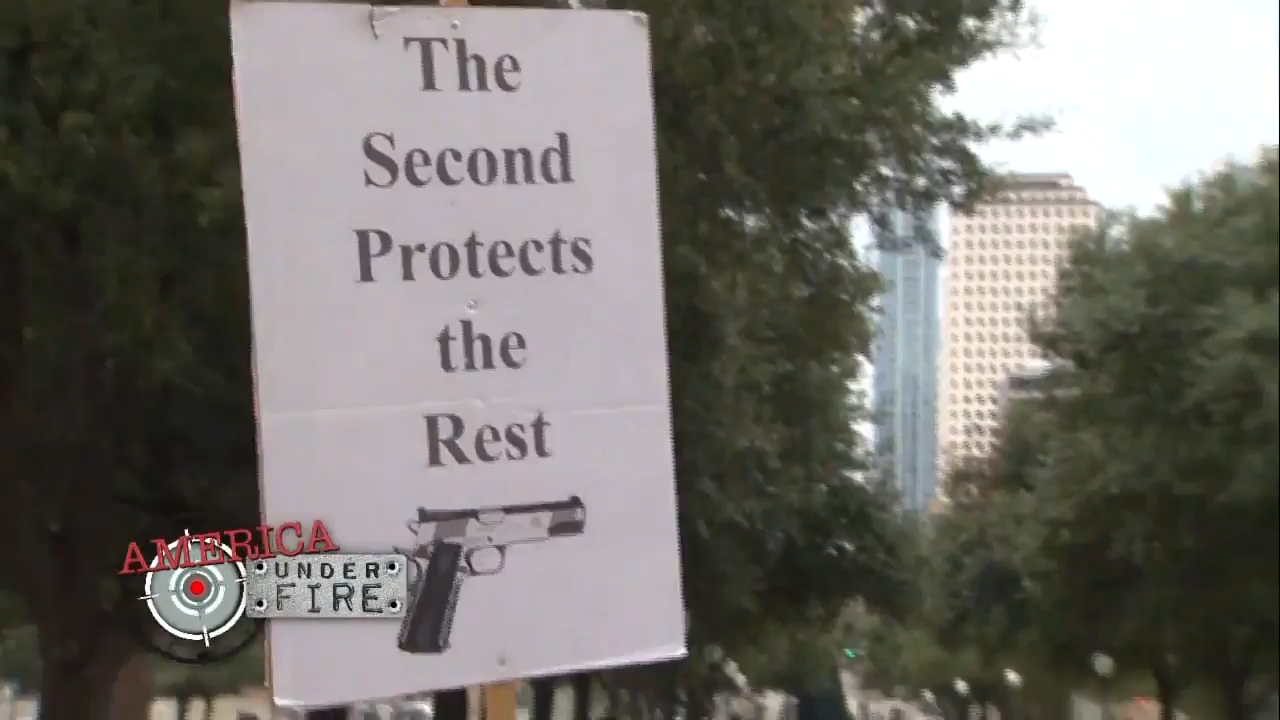 The
Second
Protects
the
Rest
AMERICA
UNDER
FIRE